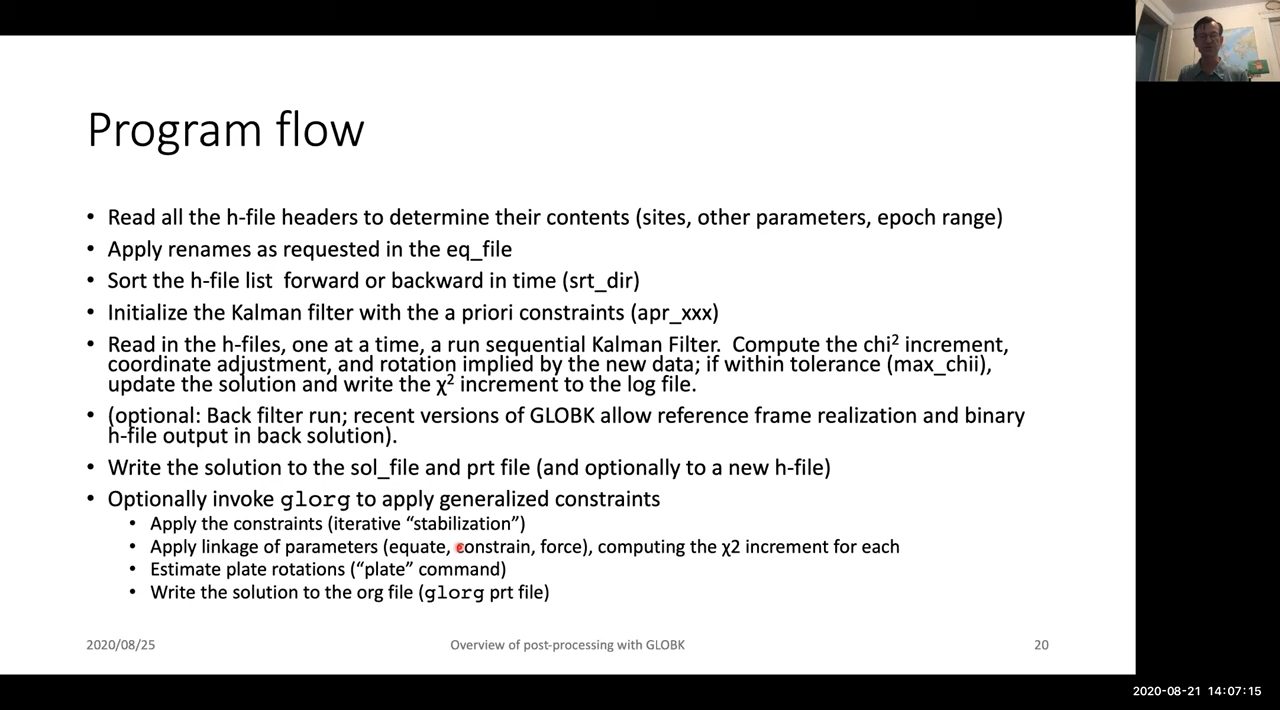 Program flow
• Read all the h-file headers to determine their contents (sites, other parameters, epoch range)
• Apply renames as requested in the eq_file
• Sort the h-file list forward or backward in time (srt_dir)
• Initialize the Kalman filter with the a priori constraints (apr_xxx)
• Read in the h-files, one at a time, a run sequential Kalman Filter. Compute the chi² increment,
coordinate adjustment, and rotation implied by the new data; if within tolerance (max_chii),
update the solution and write the χ² increment to the log file.
• (optional: Back filter run; recent versions of GLOBK allow reference frame realization and binary
h-file output in back solution).
• Write the solution to the sol_file and prt file (and optionally to a new h-file)
• Optionally invoke glorg to apply generalized constraints
• Apply the constraints (iterative “stabilization”)
• Apply linkage of parameters (equate, constrain, force), computing the χ2 increment for each
• Estimate plate rotations (“plate” command)
• Write the solution to the org file (glorg prt file)
2020/08/25
Overview of post-processing with GLOBK
20
2020-08-21 14:07:15